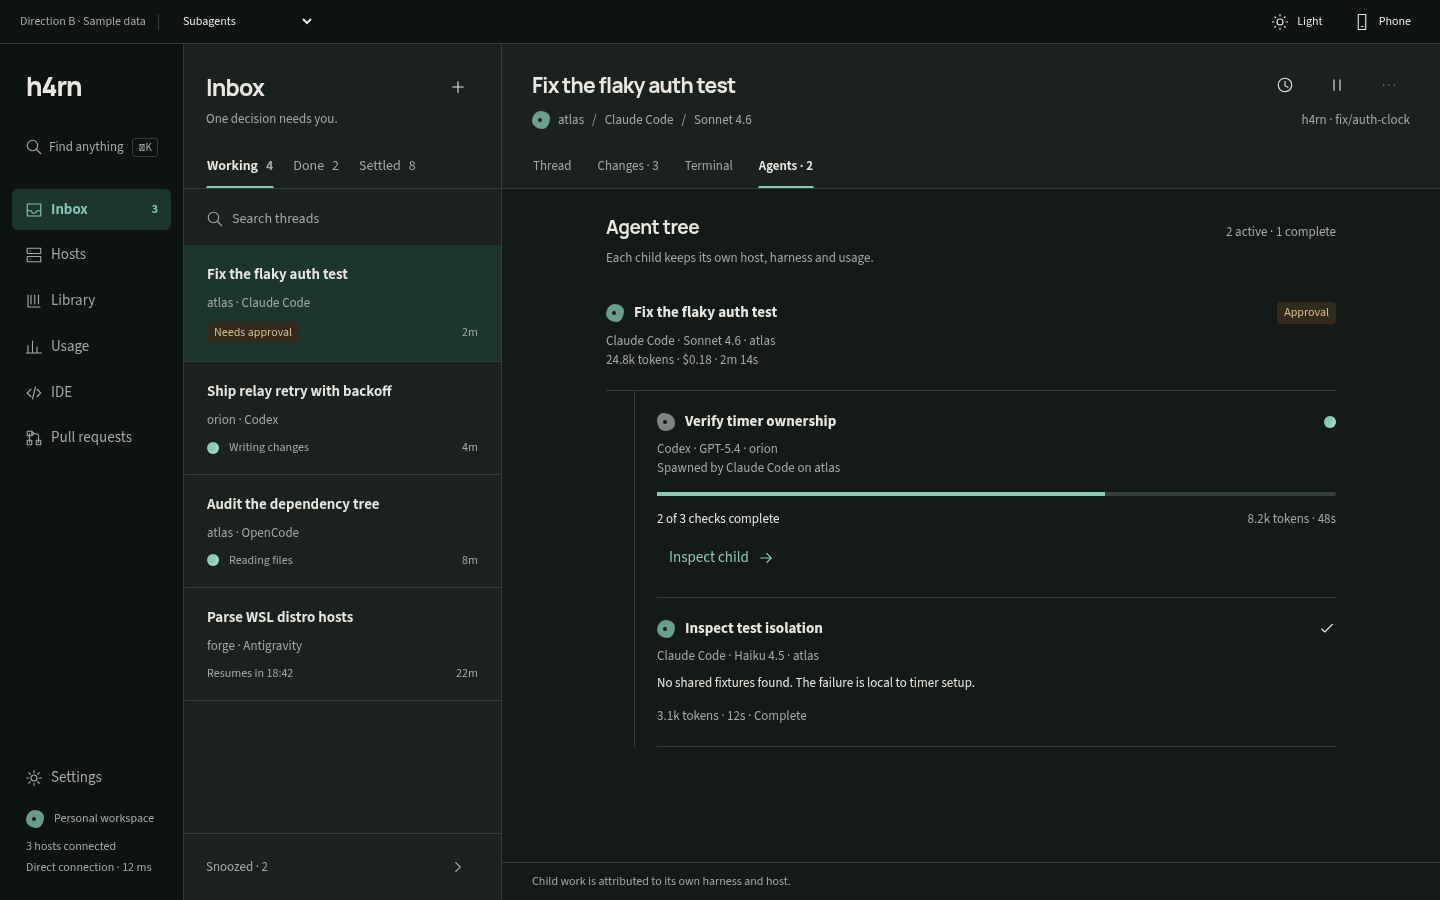 Direction B · Sample data
Subagents
Light
Phone
h4rn
Find anything
K
Inbox 3
Hosts
Library
Usage
IDE
Pull requests
Settings
Personal workspace
3 hosts connected
Direct connection · 12 ms
Inbox
One decision needs you.
Working 4 Done 2 Settled 8
Search threads
Fix the flaky auth test
atlas · Claude Code
Needs approval 2m
Ship relay retry with backoff
orion · Codex
Writing changes 4m
Audit the dependency tree
atlas · OpenCode
Reading files 8m
Parse WSL distro hosts
forge · Antigravity
Resumes in 18:42 22m
Snoozed · 2
Fix the flaky auth test
atlas / Claude Code / Sonnet 4.6
h4rn · fix/auth-clock
Thread Changes · 3 Terminal Agents · 2
Agent tree
2 active · 1 complete
Each child keeps its own host, harness and usage.
Fix the flaky auth test
Approval
Claude Code · Sonnet 4.6 · atlas
24.8k tokens · $0.18 · 2m 14s
Verify timer ownership
Codex · GPT-5.4 · orion
Spawned by Claude Code on atlas
2 of 3 checks complete
8.2k tokens · 48s
Inspect child
Inspect test isolation
Claude Code · Haiku 4.5 · atlas
No shared fixtures found. The failure is local to timer setup.
3.1k tokens · 12s · Complete
Child work is attributed to its own harness and host.